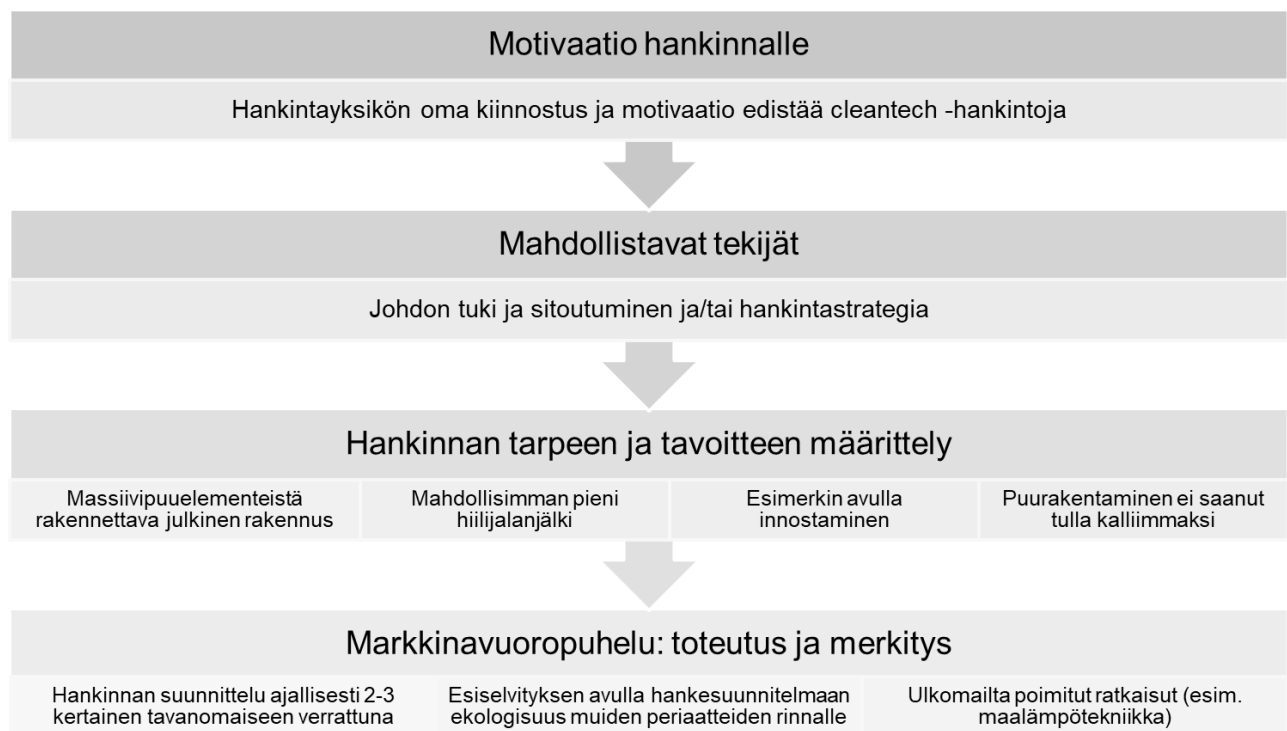 Motivaatio hankinnalle
Hankintayksikön oma kiinnostus ja motivaatio edistää cleantech -hankintoja
Mahdollistavat tekijät
Johdon tuki ja sitoutuminen ja/tai hankintastrategia
Hankinnan tarpeen ja tavoitteen määrittely
Massiivipuuelementeistä
rakennettava julkinen rakennus
Mahdollisimman pieni
hiilijalanjälki
Esimerkin avulla
innostaminen
Puurakentaminen ei saanut
tulla kalliimmaksi
Markkinavuoropuhelu: toteutus ja merkitys
Hankinnan suunnittelu ajallisesti 2-3
kertainen tavanomaiseen verrattuna
Esiselvityksen avulla hankesuunnitelmaan
ekologisuus muiden periaatteiden rinnalle
Ulkomailta poimitut ratkaisut (esim.
maalämpötekniikka)